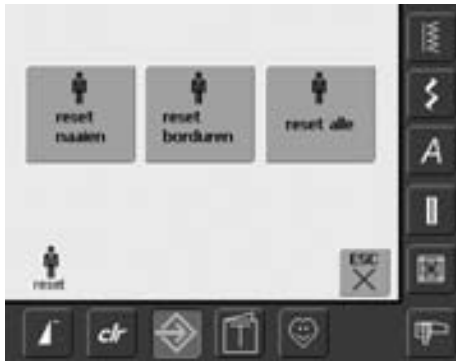 reset
naaien
reset
borduren
reset alle
A
reset
ESC
clr